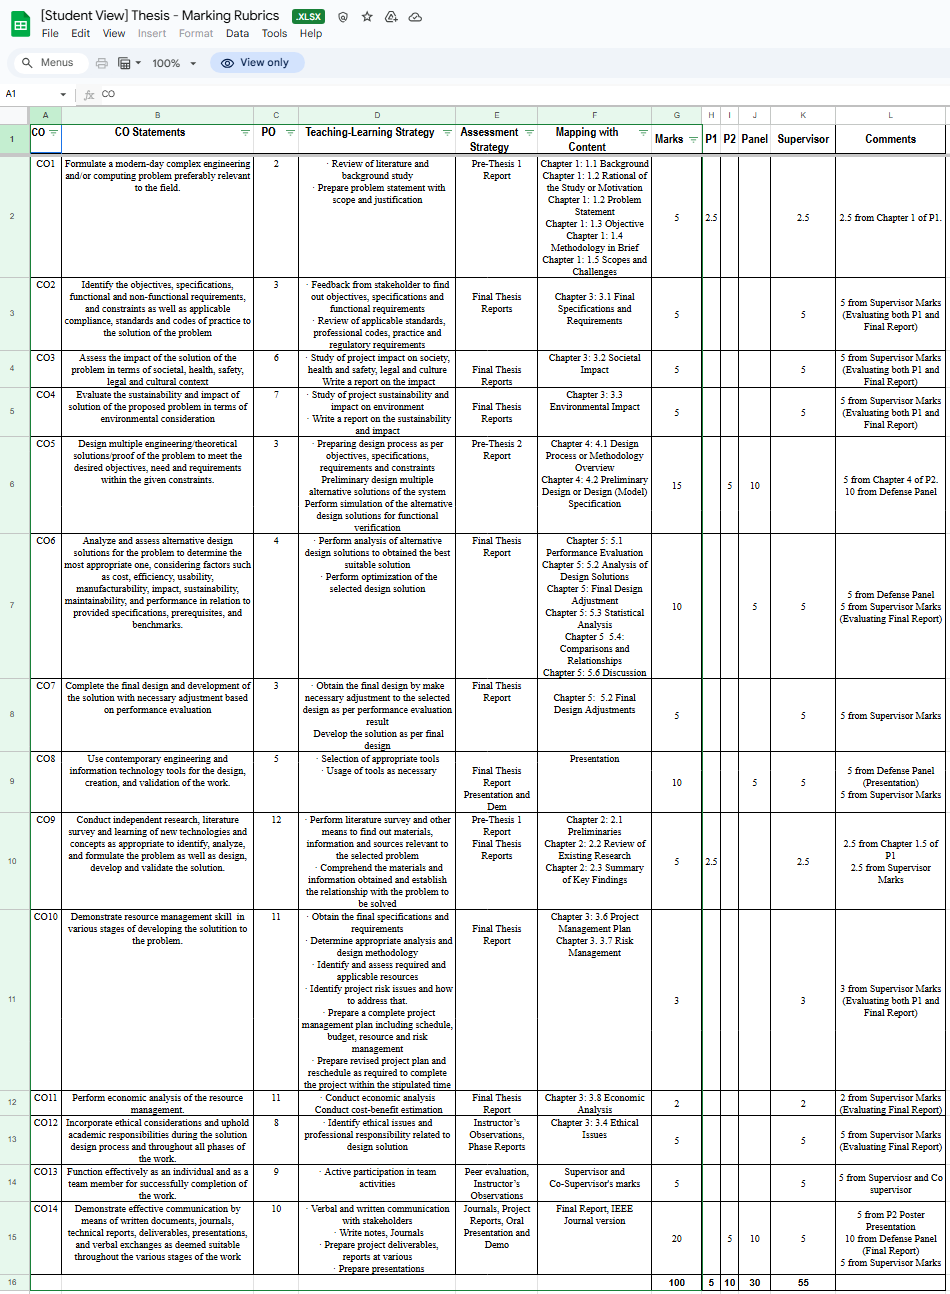 [Student View] Thesis - Marking Rubrics .XLSX
File Edit View Insert Format Data Tools Help
Menus 100% View only
A1 fx CO
A B C D E F G H I J K L
1 CO CO Statements PO Teaching-Learning Strategy Assessment Strategy Mapping with Content Marks P1 P2 Panel Supervisor Comments
2
CO1
Formulate a modern-day complex engineering
and/or computing problem preferably relevant
to the field.
2
· Review of literature and
background study
· Prepare problem statement with
scope and justification
Pre-Thesis 1
Report
Chapter 1: 1.1 Background
Chapter 1: 1.2 Rational of
the Study or Motivation
Chapter 1: 1.2 Problem
Statement
Chapter 1: 1.3 Objective
Chapter 1: 1.4
Methodology in Brief
Chapter 1: 1.5 Scopes and
Challenges
5 2.5 2.5
2.5 from Chapter 1 of P1.
3
CO2
Identify the objectives, specifications,
functional and non-functional requirements,
and constraints as well as applicable
compliance, standards and codes of practice to
the solution of the problem
3
· Feedback from stakeholder to find
out objectives, specifications and
functional requirements
· Review of applicable standards,
professional codes, practice and
regulatory requirements
Final Thesis
Reports
Chapter 3: 3.1 Final
Specifications and
Requirements
5 5
5 from Supervisor Marks
(Evaluating both P1 and
Final Report)
4
CO3
Assess the impact of the solution of the
problem in terms of societal, health, safety,
legal and cultural context
6
· Study of project impact on society,
health and safety, legal and culture
Write a report on the impact
Final Thesis
Reports
Chapter 3: 3.2 Societal
Impact
5 5
5 from Supervisor Marks
(Evaluating both P1 and
Final Report)
5
CO4
Evaluate the sustainability and impact of
solution of the proposed problem in terms of
environmental consideration
7
· Study of project sustainability and
impact on environment
· Write a report on the sustainability
and impact
Final Thesis
Reports
Chapter 3: 3.3
Environmental Impact
5 5
5 from Supervisor Marks
(Evaluating both P1 and
Final Report)
6
CO5
Design multiple engineering/theoretical
solutions/proof of the problem to meet the
desired objectives, need and requirements
within the given constraints.
3
· Preparing design process as per
objectives, specifications,
requirements and constraints
Preliminary design multiple
alternative solutions of the system
Perform simulation of the alternative
design solutions for functional
verification
Pre-Thesis 2
Report
Chapter 4: 4.1 Design
Process or Methodology
Overview
Chapter 4: 4.2 Preliminary
Design or Design (Model)
Specification
15 5 10
5 from Chapter 4 of P2.
10 from Defense Panel
7
CO6
Analyze and assess alternative design
solutions for the problem to determine the
most appropriate one, considering factors such
as cost, efficiency, usability,
manufacturability, impact, sustainability,
maintainability, and performance in relation to
provided specifications, prerequisites, and
benchmarks.
4
· Perform analysis of alternative
design solutions to obtained the best
suitable solution
· Perform optimization of the
selected design solution
Final Thesis
Report
Chapter 5: 5.1
Performance Evaluation
Chapter 5: 5.2 Analysis of
Design Solutions
Chapter 5: Final Design
Adjustment
Chapter 5: 5.3 Statistical
Analysis
Chapter 5 5.4:
Comparisons and
Relationships
Chapter 5: 5.6 Discussion
10 5 5
5 from Defense Panel
5 from Supervisor Marks
(Evaluating Final Report)
8
CO7
Complete the final design and development of
the solution with necessary adjustment based
on performance evaluation
3
· Obtain the final design by make
necessary adjustment to the selected
design as per performance evaluation
result
Develop the solution as per final
design
Final Thesis
Report
Chapter 5: 5.2 Final
Design Adjustments
5 5
5 from Supervisor Marks
9
CO8
Use contemporary engineering and
information technology tools for the design,
creation, and validation of the work.
5
· Selection of appropriate tools
· Usage of tools as necessary
Final Thesis
Report
Presentation and
Dem
Presentation
10 5 5
5 from Defense Panel
(Presentation)
5 from Supervisor Marks
10
CO9
Conduct independent research, literature
survey and learning of new technologies and
concepts as appropriate to identify, analyze,
and formulate the problem as well as design,
develop and validate the solution.
12
· Perform literature survey and other
means to find out materials,
information and sources relevant to
the selected problem
· Comprehend the materials and
information obtained and establish
the relationship with the problem to
be solved
Pre-Thesis 1
Report
Final Thesis
Reports
Chapter 2: 2.1
Preliminaries
Chapter 2: 2.2 Review of
Existing Research
Chapter 2: 2.3 Summary
of Key Findings
5 2.5 2.5
2.5 from Chapter 1.5 of
P1
2.5 from Supervisor
Marks
11
CO10
Demonstrate resource management skill in
various stages of developing the solutition to
the problem.
11
· Obtain the final specifications and
requirements
· Determine appropriate analysis and
design methodology
· Identify and assess required and
applicable resources
· Identify project risk issues and how
to address that.
· Prepare a complete project
management plan including schedule,
budget, resource and risk
management
· Prepare revised project plan and
reschedule as required to complete
the project within the stipulated time
Final Thesis
Report
Chapter 3: 3.6 Project
Management Plan
Chapter 3. 3.7 Risk
Management
3 3
3 from Supervisor Marks
(Evaluating both P1 and
Final Report)
12
CO11
Perform economic analysis of the resource
management.
11
· Conduct economic analysis
Conduct cost-benefit estimation
Final Thesis
Report
Chapter 3: 3.8 Economic
Analysis
2 2
2 from Supervisor Marks
(Evaluating Final Report)
13
CO12
Incorporate ethical considerations and uphold
academic responsibilities during the solution
design process and throughout all phases of
the work.
8
· Identify ethical issues and
professional responsibility related to
design solution
Instructor's
Observations,
Phase Reports
Chapter 3: 3.4 Ethical
Issues
5 5
5 from Supervisor Marks
(Evaluating Final Report)
14
CO13
Function effectively as an individual and as a
team member for successfully completion of
the work.
9
· Active participation in team
activities
Peer evaluation,
Instructor's
Observations
Supervisor and
Co-Supervisor's marks
5 5
5 from Superviosr and Co
supervisor
15
CO14
Demonstrate effective communication by
means of written documents, journals,
technical reports, deliverables, presentations,
and verbal exchanges as deemed suitable
throughout the various stages of the work
10
· Verbal and written communication
with stakeholders
· Write notes, Journals
· Prepare project deliverables,
reports at various
· Prepare presentations
Journals, Project
Reports, Oral
Presentation and
Demo
Final Report, IEEE
Journal version
20 5 10 5
5 from P2 Poster
Presentation
10 from Defense Panel
(Final Report)
5 from Supervisor Marks
16 100 5 10 30 55